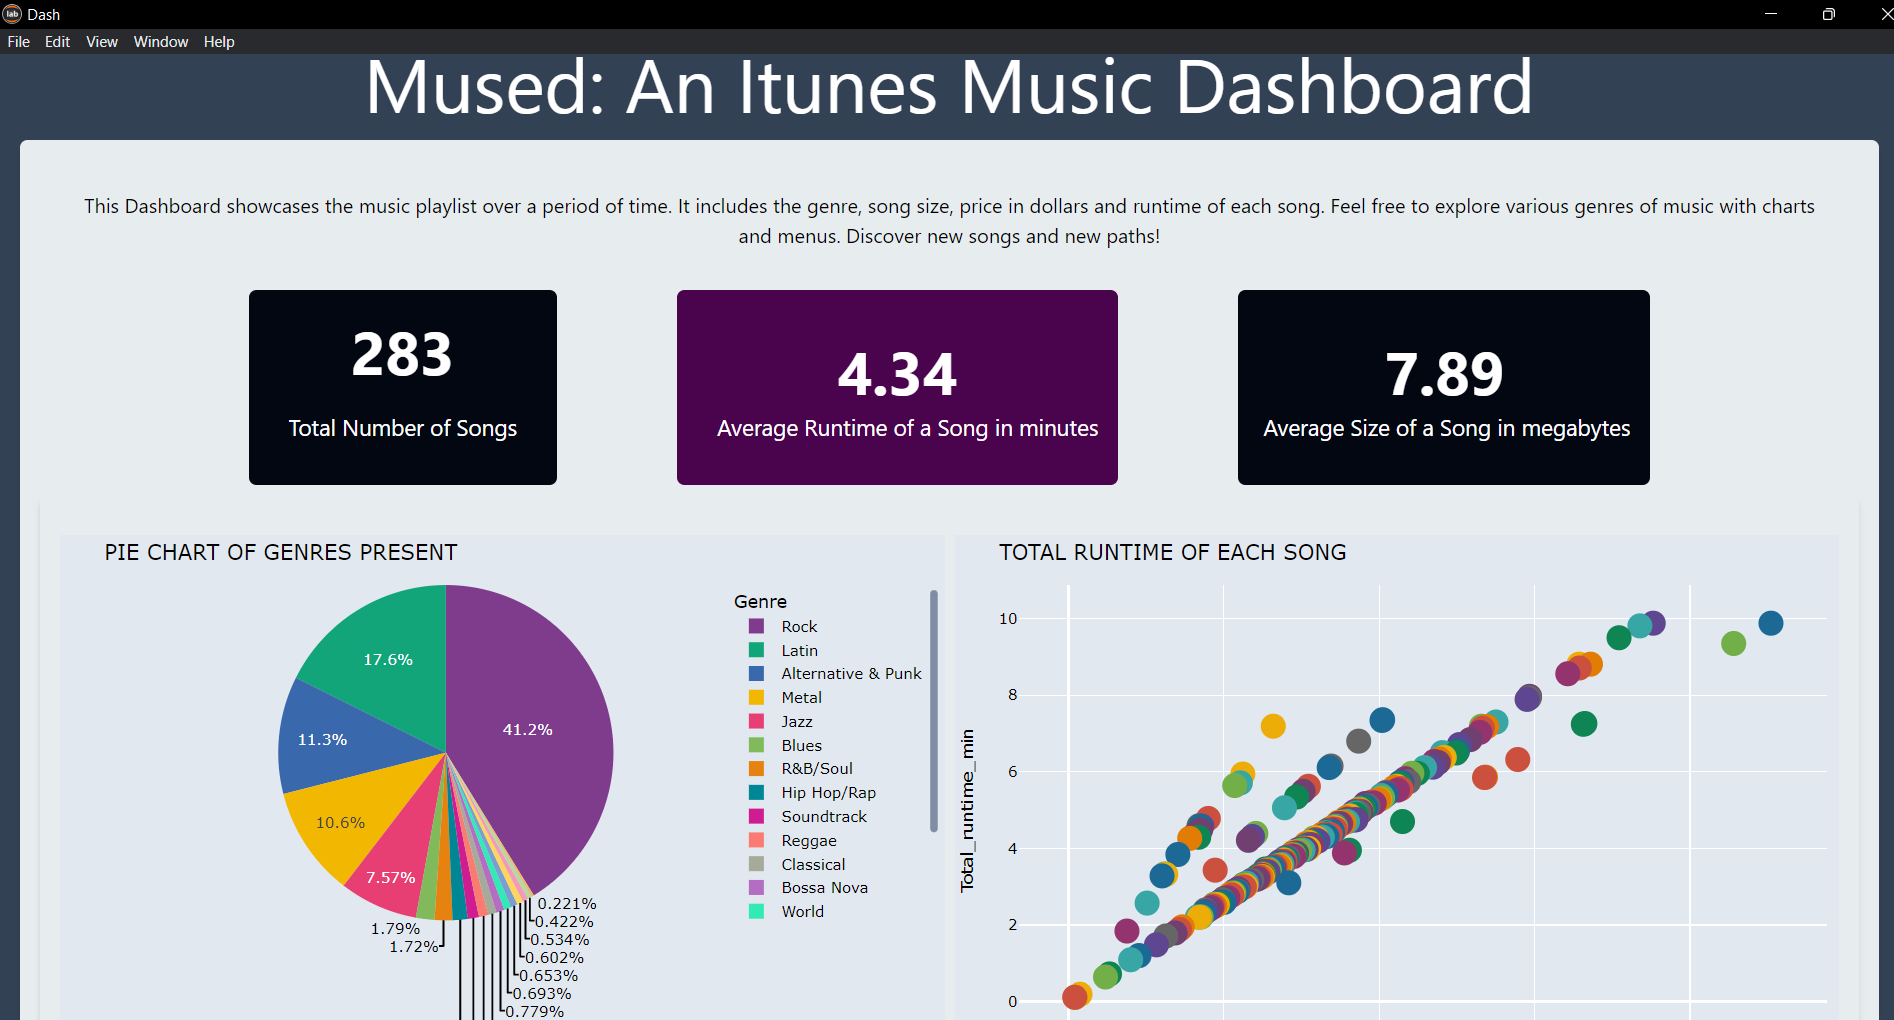 lab Dash
File Edit View Window Help
Mused: An Itunes Music Dashboard
This Dashboard showcases the music playlist over a period of time. It includes the genre, song size, price in dollars and runtime of each song. Feel free to explore various genres of music with charts
and menus. Discover new songs and new paths!
283
Total Number of Songs
4.34
Average Runtime of a Song in minutes
7.89
Average Size of a Song in megabytes
PIE CHART OF GENRES PRESENT
41.2%
17.6%
11.3%
10.6%
7.57%
1.79%
1.72%
0.221%
0.422%
0.534%
0.602%
0.653%
0.693%
0.779%
Genre
Rock
Latin
Alternative & Punk
Metal
Jazz
Blues
R&B/Soul
Hip Hop/Rap
Soundtrack
Reggae
Classical
Bossa Nova
World
TOTAL RUNTIME OF EACH SONG
Total_runtime_min
10
8
6
4
2
0